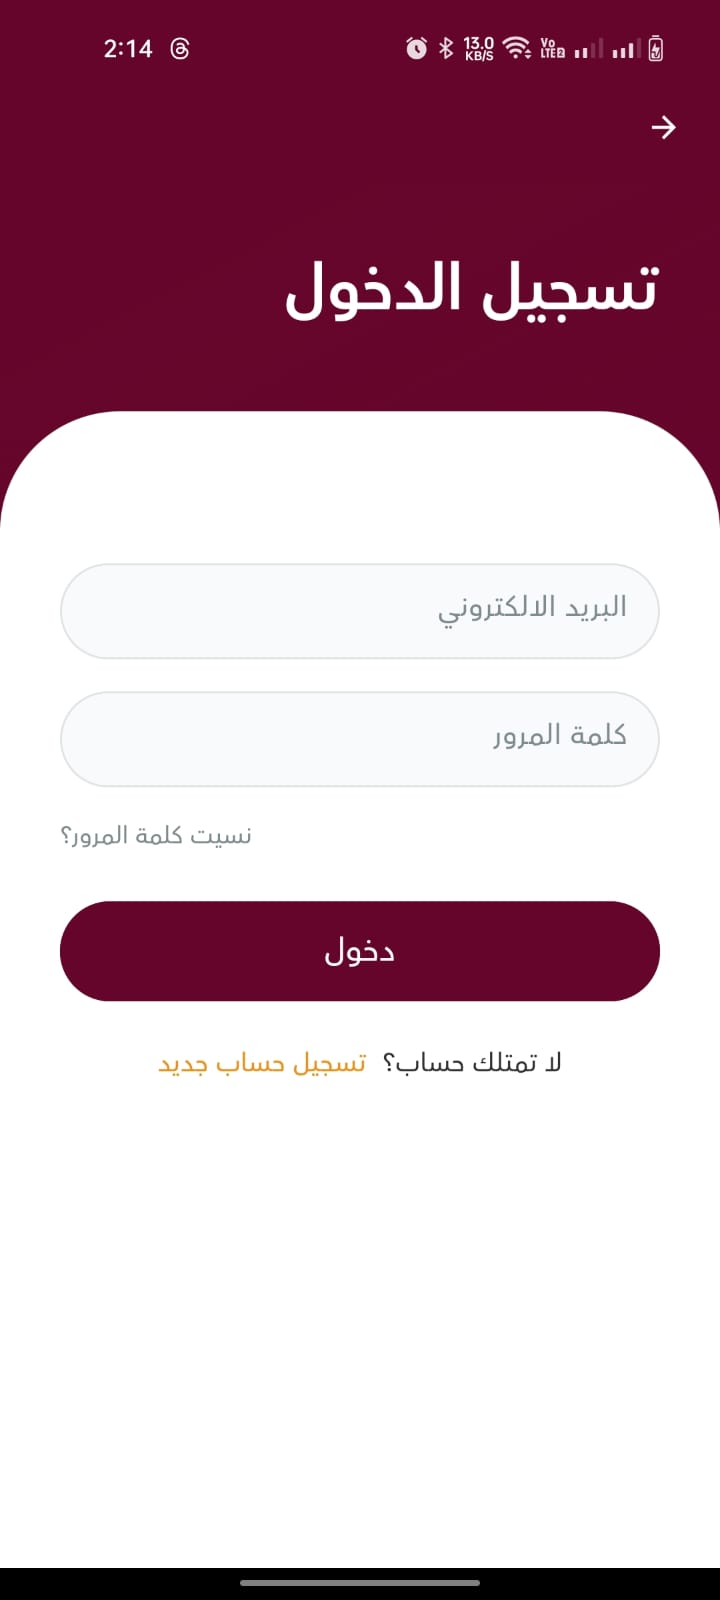 2:14 13.0 KB/S Vo LTE2
تسجيل الدخول
البريد الالكتروني
كلمة المرور
نسيت كلمة المرور؟
دخول
لا تمتلك حساب؟ تسجيل حساب جديد